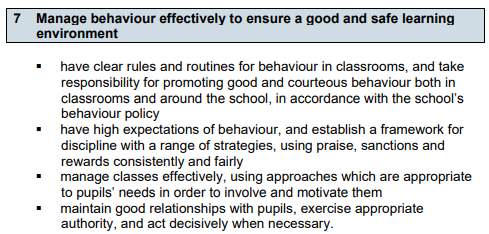 7 Manage behaviour effectively to ensure a good and safe learning
environment
▪ have clear rules and routines for behaviour in classrooms, and take
responsibility for promoting good and courteous behaviour both in
classrooms and around the school, in accordance with the school's
behaviour policy
▪ have high expectations of behaviour, and establish a framework for
discipline with a range of strategies, using praise, sanctions and
rewards consistently and fairly
▪ manage classes effectively, using approaches which are appropriate
to pupils' needs in order to involve and motivate them
▪ maintain good relationships with pupils, exercise appropriate
authority, and act decisively when necessary.